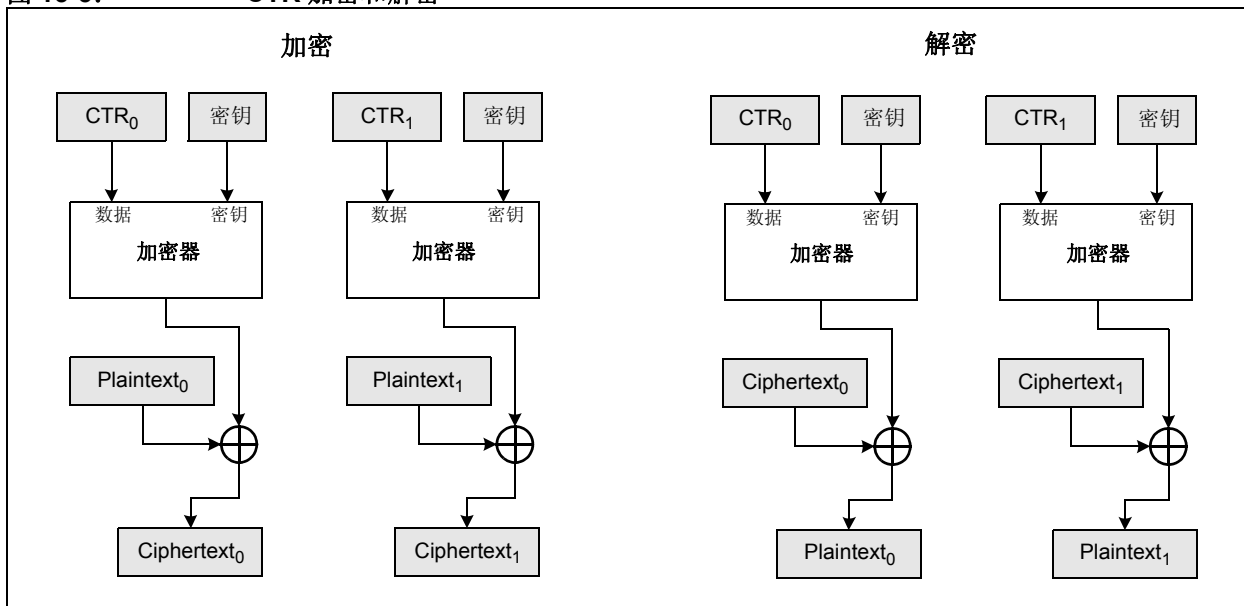 加密 解密
CTR0 密钥 CTR1 密钥 CTR0 密钥 CTR1 密钥
数据 密钥 数据 密钥 数据 密钥 数据 密钥
加密器 加密器 加密器 加密器
Plaintext0 Plaintext1 Ciphertext0 Ciphertext1
Ciphertext0 Ciphertext1 Plaintext0 Plaintext1